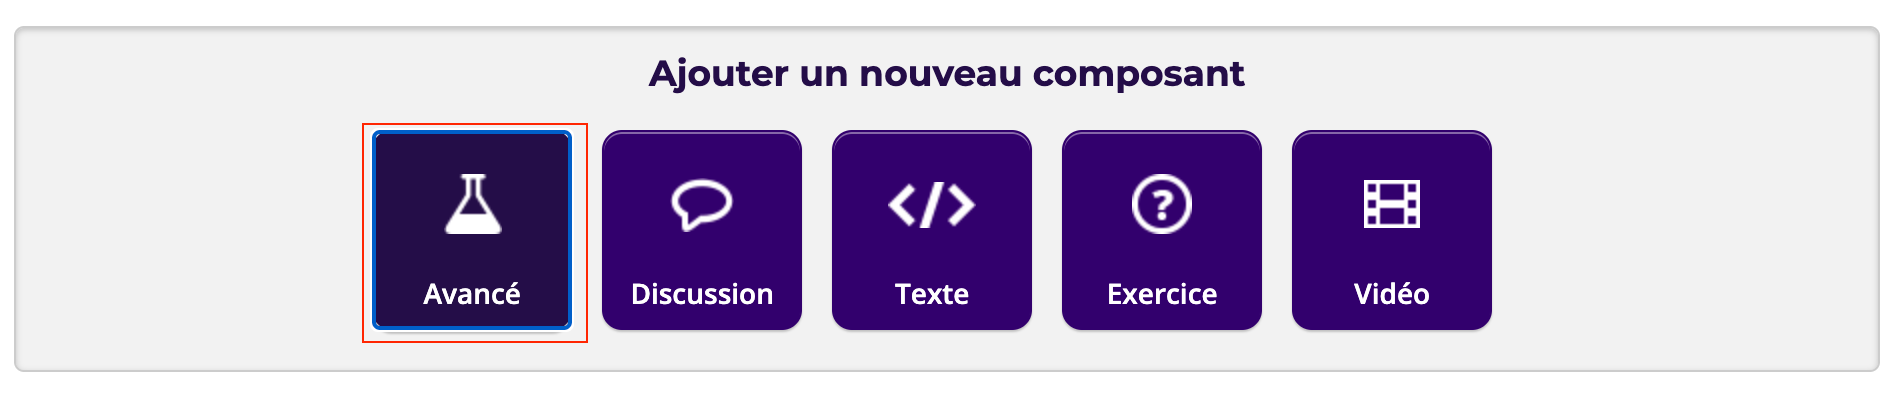 Ajouter un nouveau composant
Avancé
Discussion
Texte
Exercice
Vidéo